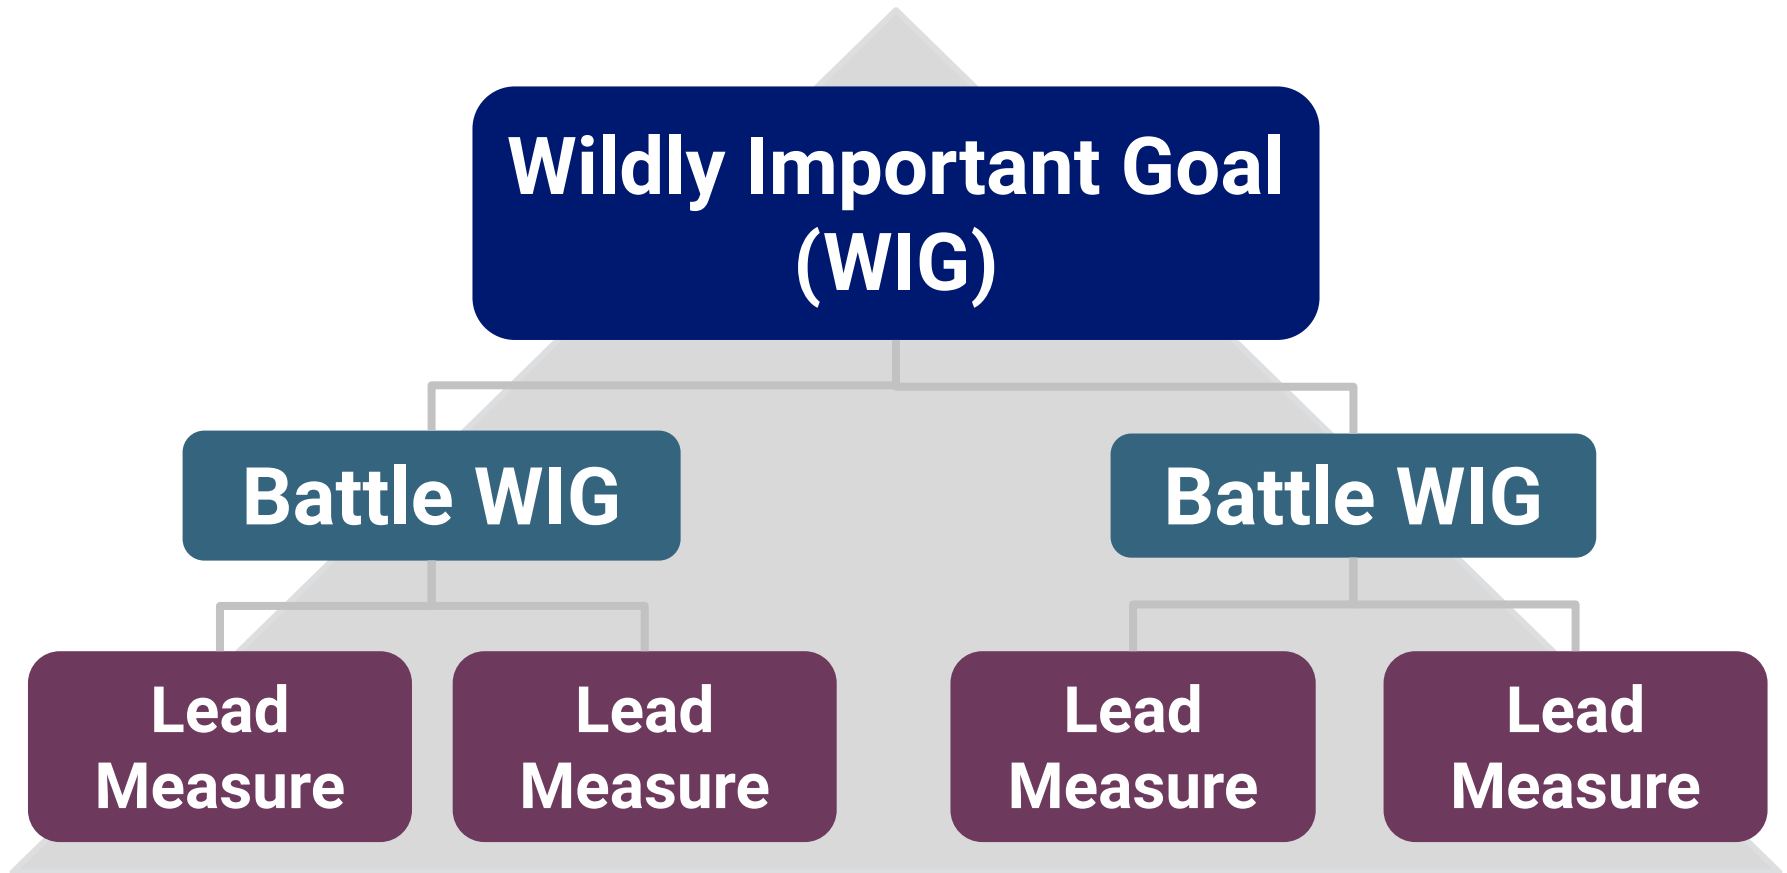 Wildly Important Goal
(WIG)
Battle WIG
Battle WIG
Lead
Measure
Lead
Measure
Lead
Measure
Lead
Measure